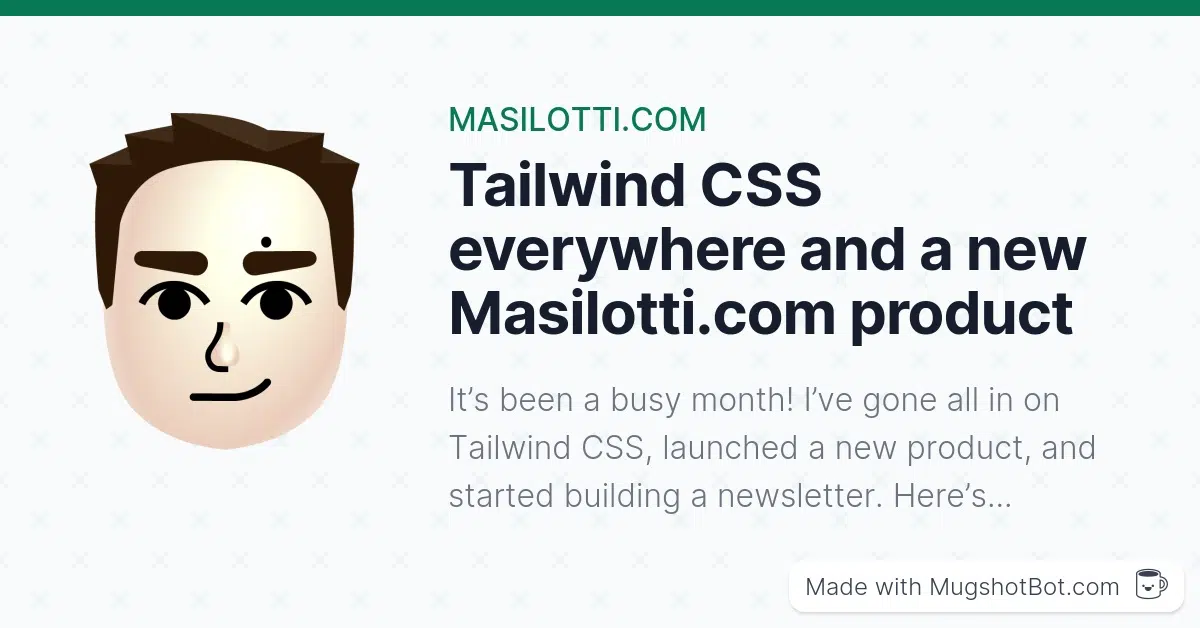 MASILOTTI.COM
Tailwind CSS
everywhere and a new
Masilotti.com product
It’s been a busy month! I’ve gone all in on
Tailwind CSS, launched a new product, and
started building a newsletter. Here’s...
Made with MugshotBot.com